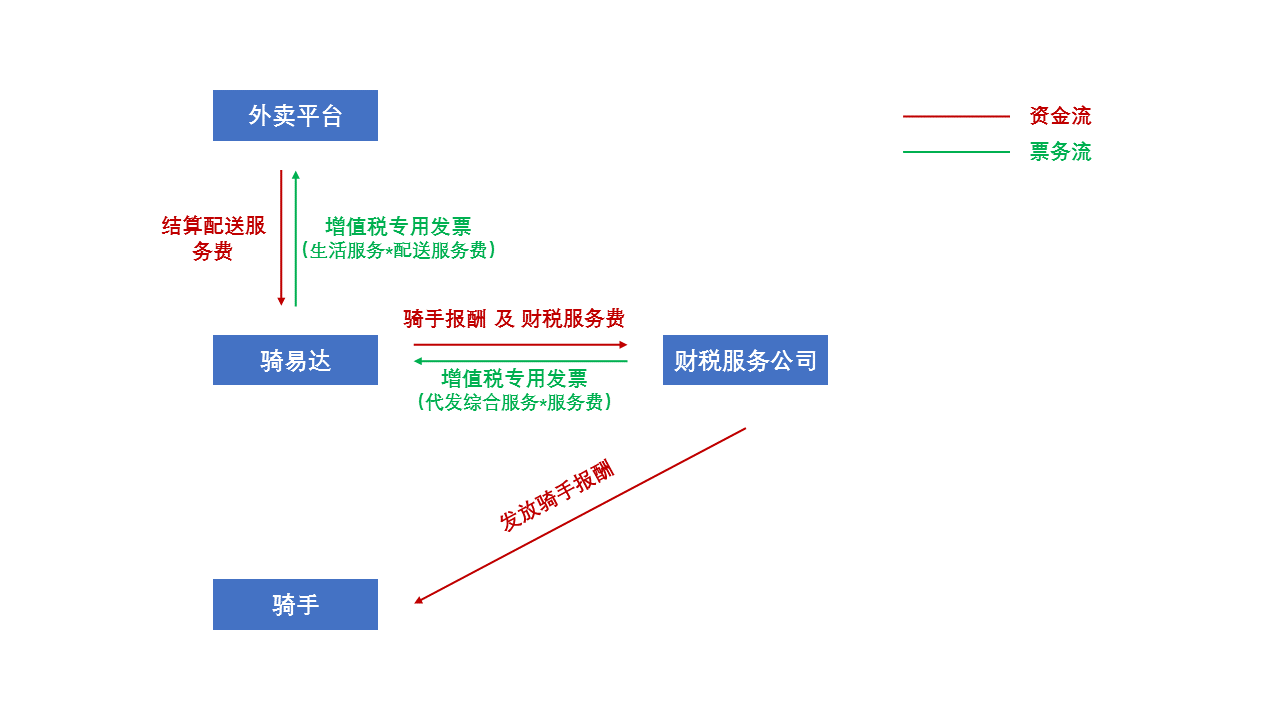 外卖平台
资金流
票务流
结算配送服
务费
增值税专用发票
(生活服务*配送服务费)
骑手报酬 及 财税服务费
骑易达
财税服务公司
增值税专用发票
(代发综合服务*服务费)
发放骑手报酬
骑手